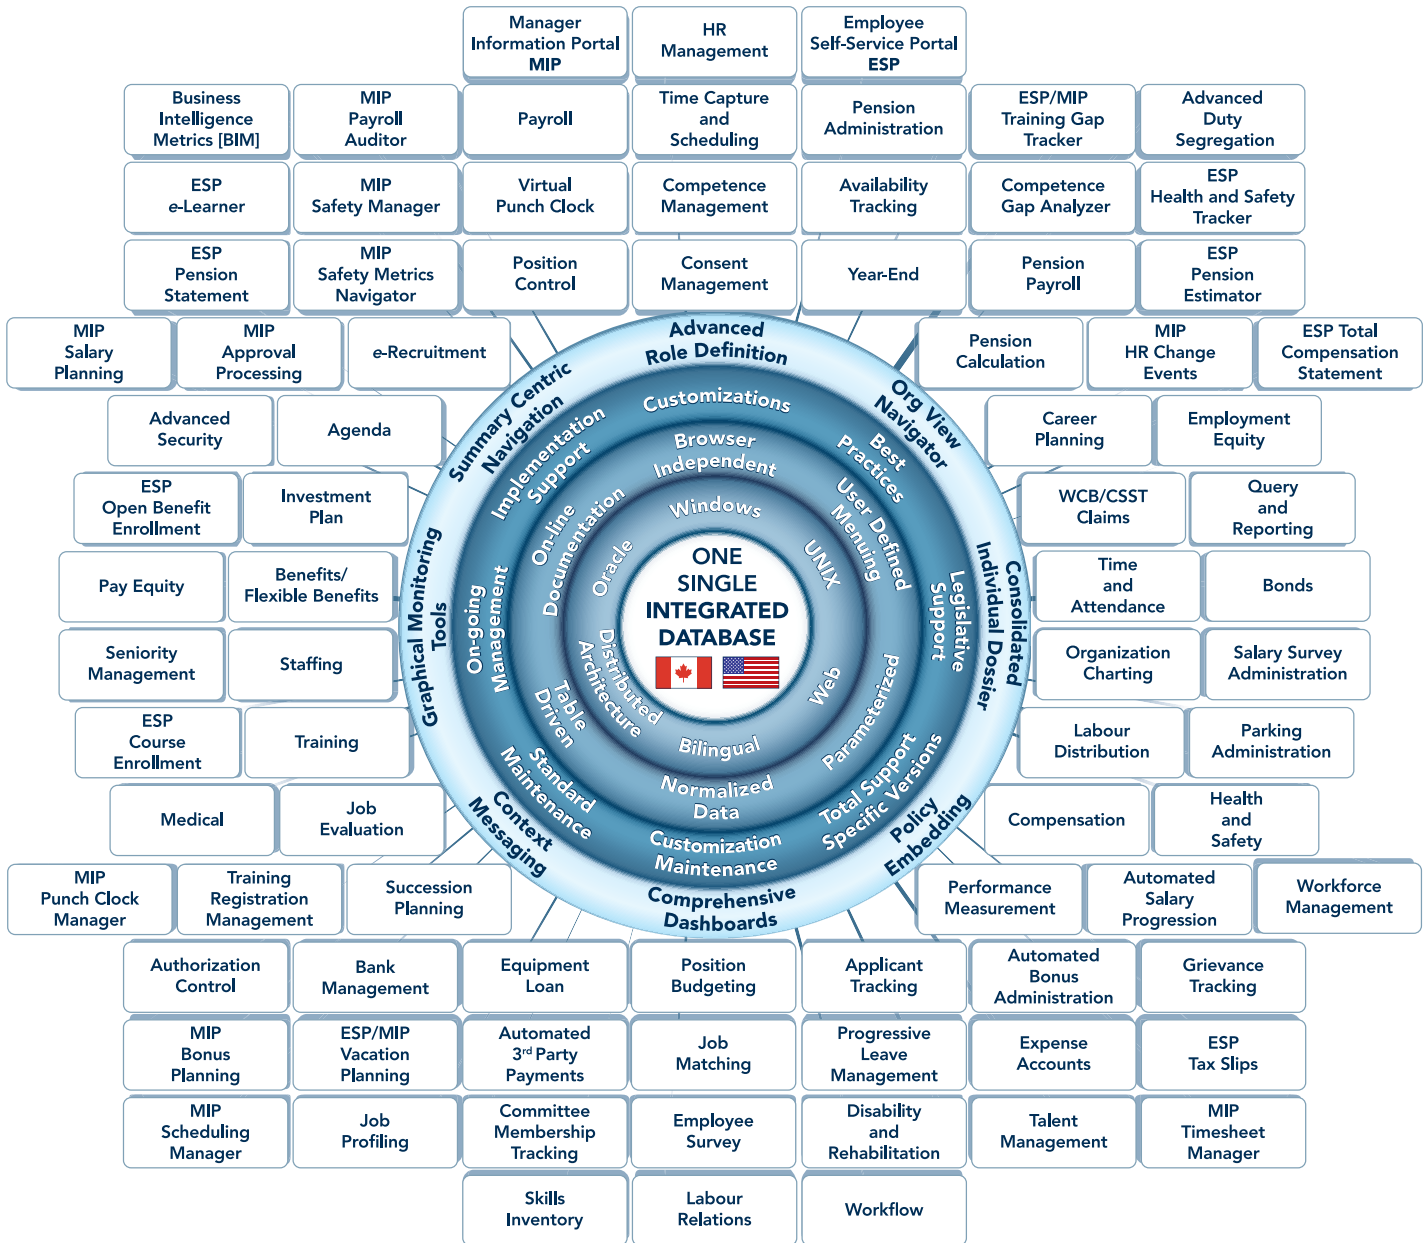 Manager
Information Portal
MIP
HR
Management
Employee
Self-Service Portal
ESP
Business
Intelligence
Metrics [BIM]
MIP
Payroll
Auditor
Payroll
Time Capture
and
Scheduling
Pension
Administration
ESP/MIP
Training Gap
Tracker
Advanced
Duty
Segregation
ESP
e-Learner
MIP
Safety Manager
Virtual
Punch Clock
Competence
Management
Availability
Tracking
Competence
Gap Analyzer
ESP
Health and Safety
Tracker
ESP
Pension
Statement
MIP
Safety Metrics
Navigator
Position
Control
Consent
Management
Year-End
Pension
Payroll
ESP
Pension
Estimator
MIP
Salary
Planning
MIP
Approval
Processing
e-Recruitment
Pension
Calculation
MIP
HR Change
Events
ESP Total
Compensation
Statement
Advanced
Security
Agenda
Career
Planning
Employment
Equity
ESP
Open Benefit
Enrollment
Investment
Plan
WCB/CSST
Claims
Query
and
Reporting
Pay Equity
Benefits/
Flexible Benefits
Time
and
Attendance
Bonds
Seniority
Management
Staffing
Organization
Charting
Salary Survey
Administration
ESP
Course
Enrollment
Training
Labour
Distribution
Parking
Administration
Medical
Job
Evaluation
Compensation
Health
and
Safety
MIP
Punch Clock
Manager
Training
Registration
Management
Succession
Planning
Performance
Measurement
Automated
Salary
Progression
Workforce
Management
Authorization
Control
Bank
Management
Equipment
Loan
Position
Budgeting
Applicant
Tracking
Automated
Bonus
Administration
Grievance
Tracking
MIP
Bonus
Planning
ESP/MIP
Vacation
Planning
Automated
3rd Party
Payments
Job
Matching
Progressive
Leave
Management
Expense
Accounts
ESP
Tax Slips
MIP
Scheduling
Manager
Job
Profiling
Committee
Membership
Tracking
Employee
Survey
Disability
and
Rehabilitation
Talent
Management
MIP
Timesheet
Manager
Skills
Inventory
Labour
Relations
Workflow
Advanced
Role Definition
Org View
Navigator
Consolidated
Individual Dossier
Policy
Embedding
Comprehensive
Dashboards
Context
Messaging
Graphical Monitoring
Tools
Summary Centric
Navigation
Customizations
Best
Practices
Legislative
Support
Total Support
Specific Versions
Customization
Maintenance
Standard
Maintenance
On-going
Management
Implementation
Support
Browser
Independent
User Defined
Menuing
Parameterized
Normalized
Data
Table
Driven
On-line
Documentation
Windows
UNIX
Web
Bilingual
Distributed
Architecture
Oracle
ONE
SINGLE
INTEGRATED
DATABASE